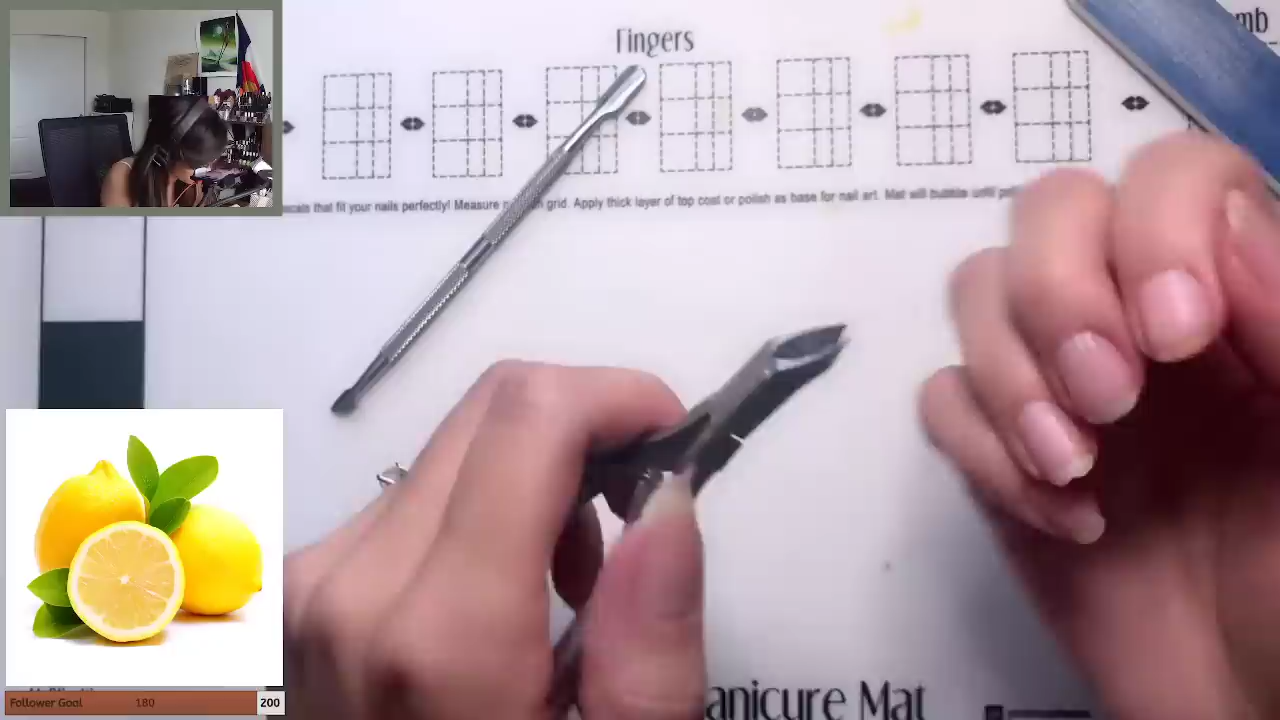 Fingers
mb
decals that fit your nails perfectly! Measure grid. Apply thick layer of top coat or polish as base for nail art. Mat will bubble until
anicure Mat
Follower Goal 180 200